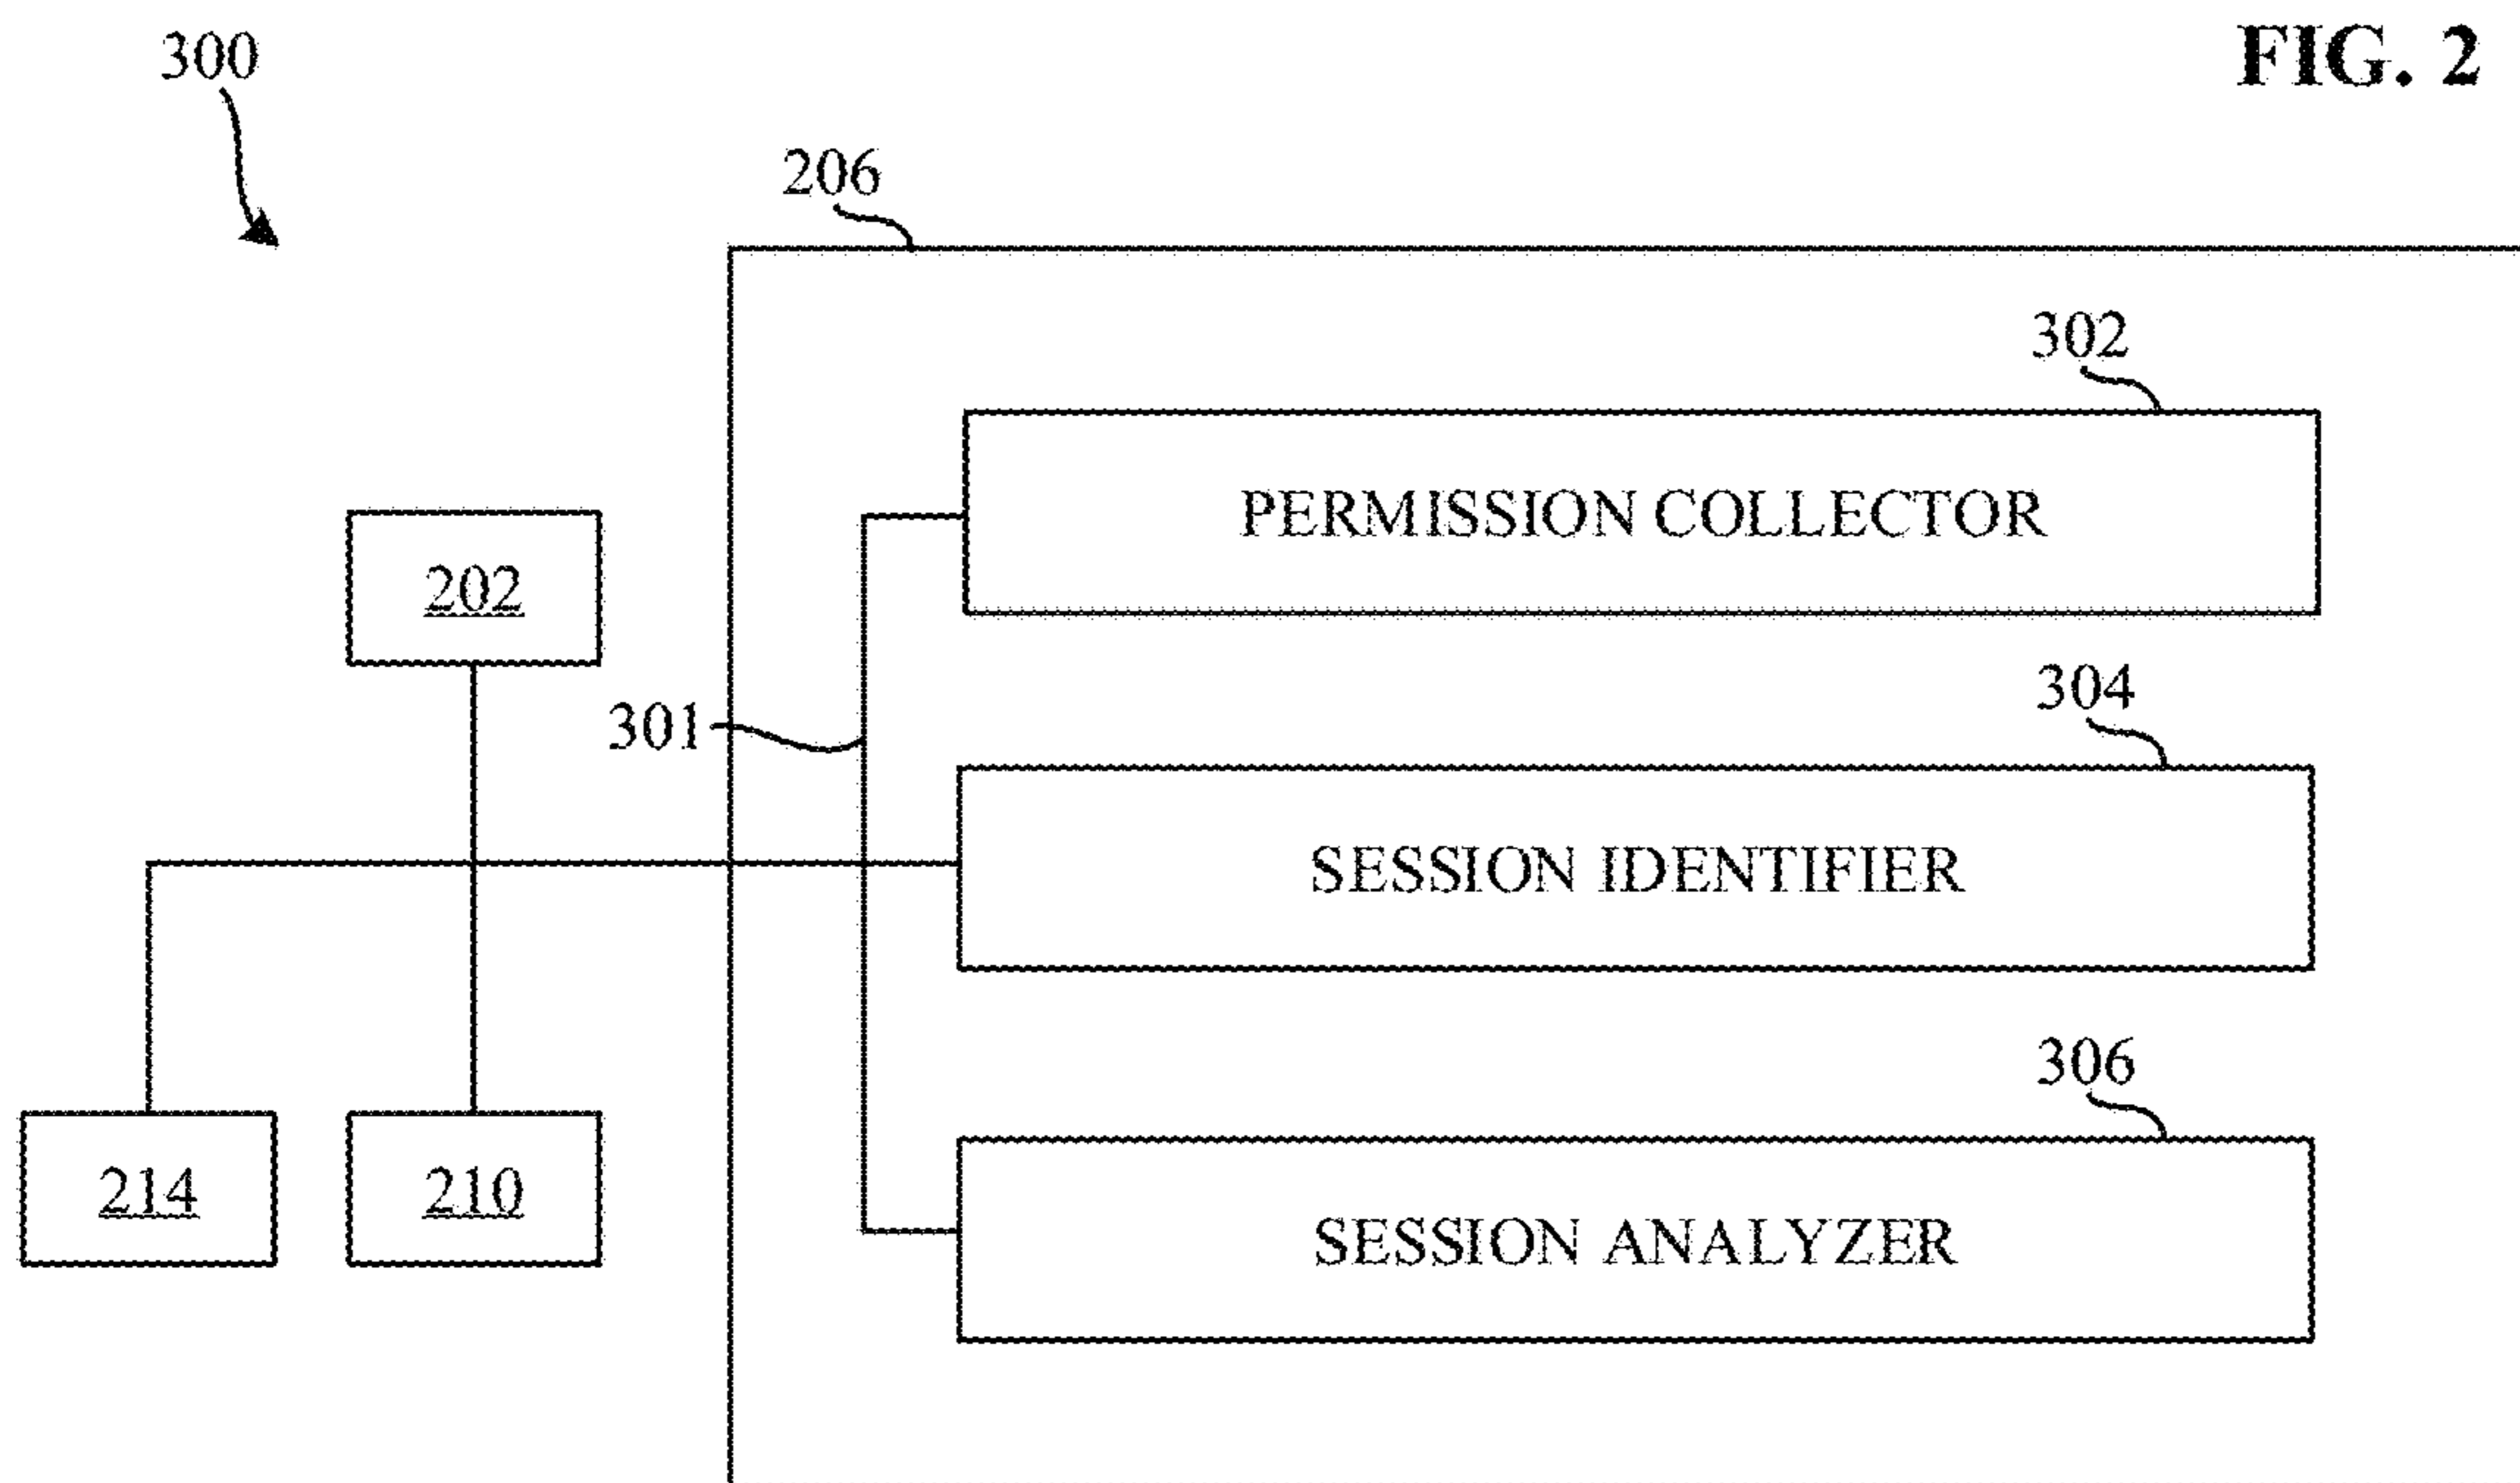 300
FIG. 2
206
302
PERMISSION COLLECTOR
202
301
304
SESSION IDENTIFIER
306
214
210
SESSION ANALYZER